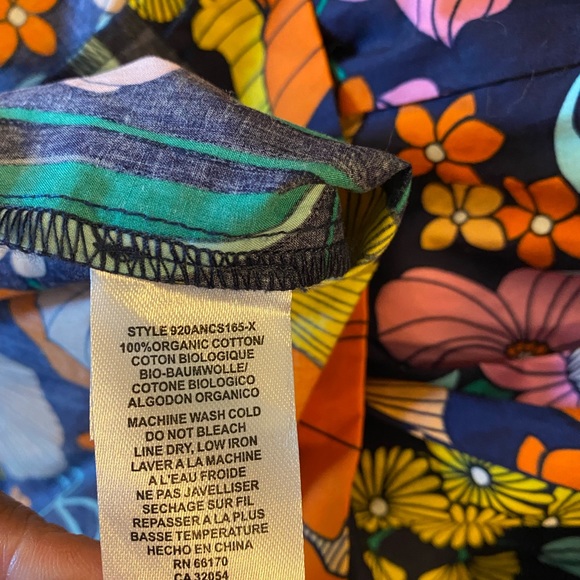 STYLE 920ANCS165-X
100%ORGANIC COTTON/
COTON BIOLOGIQUE
BIO-BAUMWOLLE/
COTONE BIOLOGICO
ALGODON ORGANICO
MACHINE WASH COLD
DO NOT BLEACH
LINE DRY, LOW IRON
LAVER A LA MACHINE
A L'EAU FROIDE
NE PAS JAVELLISER
SECHAGE SUR FIL
REPASSER A LA PLUS
BASSE TEMPERATURE
HECHO EN CHINA
RN 66170
CA 32054